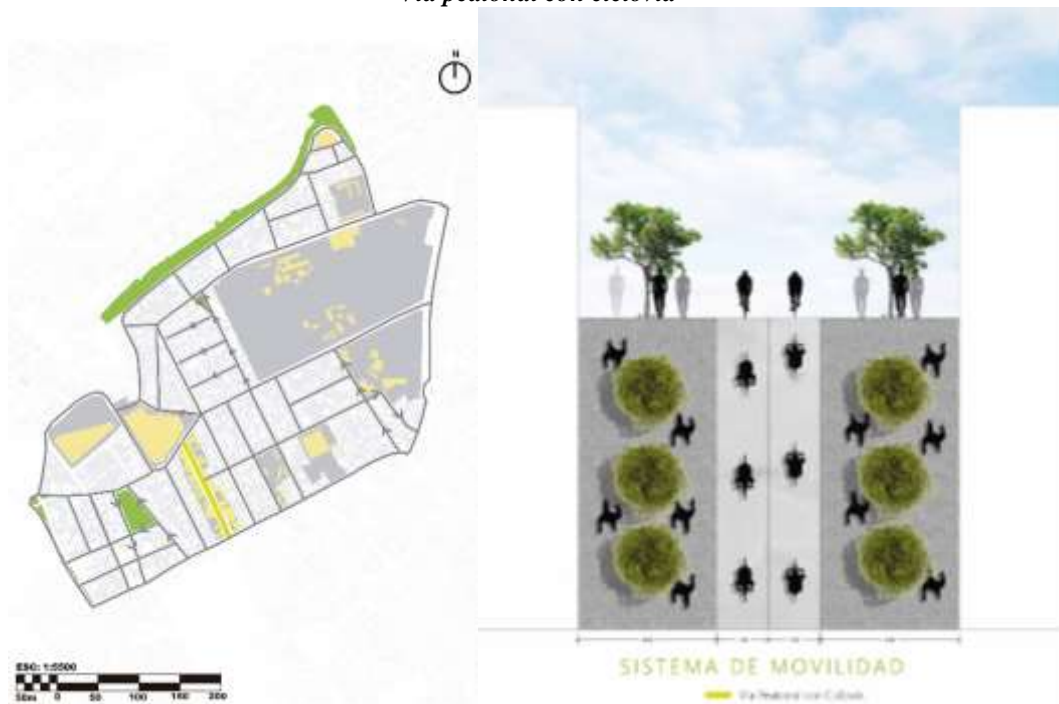 Vía peatonal con ciclovía
N
ESC: 1:5500
50m 0 50 100 150 200
SISTEMA DE MOVILIDAD
Vía Peatonal con Ciclovía